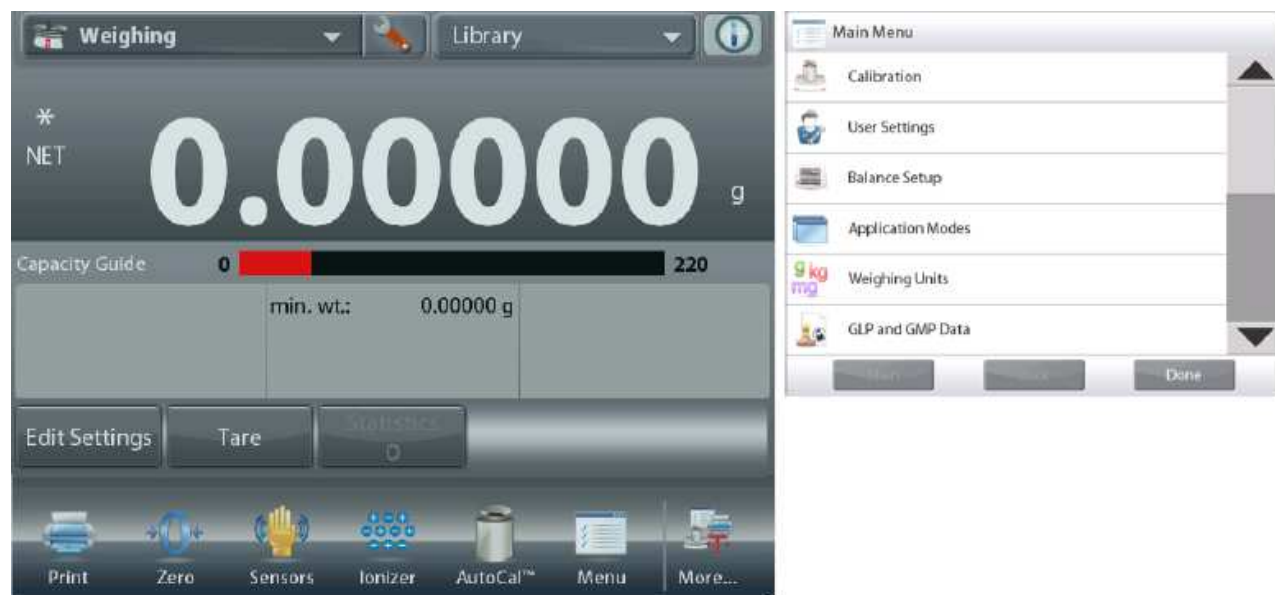 Weighing
Library
*
NET
0.00000 g
Capacity Guide 0 220
min. wt.: 0.00000 g
Edit Settings
Tare
Statistics
0
Print
Zero
Sensors
Ionizer
AutoCal™
Menu
More...
Main Menu
Calibration
User Settings
Balance Setup
Application Modes
g kg
mg
Weighing Units
GLP and GMP Data
Done